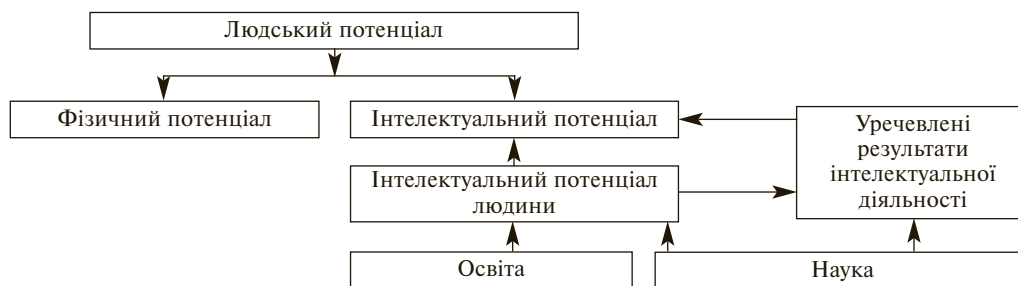 Людський потенціал
Фізичний потенціал
Інтелектуальний потенціал
Уречевлені
результати
інтелектуальної
діяльності
Інтелектуальний потенціал
людини
Освіта
Наука